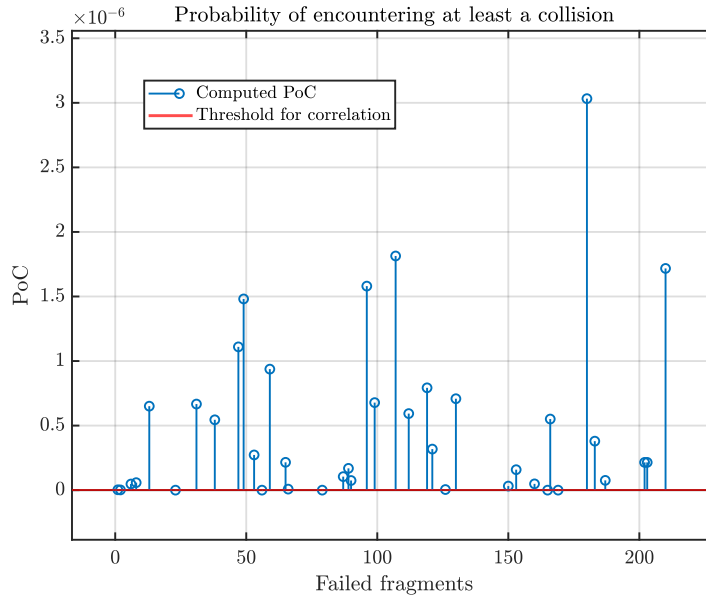 ×10⁻⁶
Probability of encountering at least a collision
3.5
3
2.5
2
1.5
1
0.5
0
PoC
Computed PoC
Threshold for correlation
0 50 100 150 200
Failed fragments